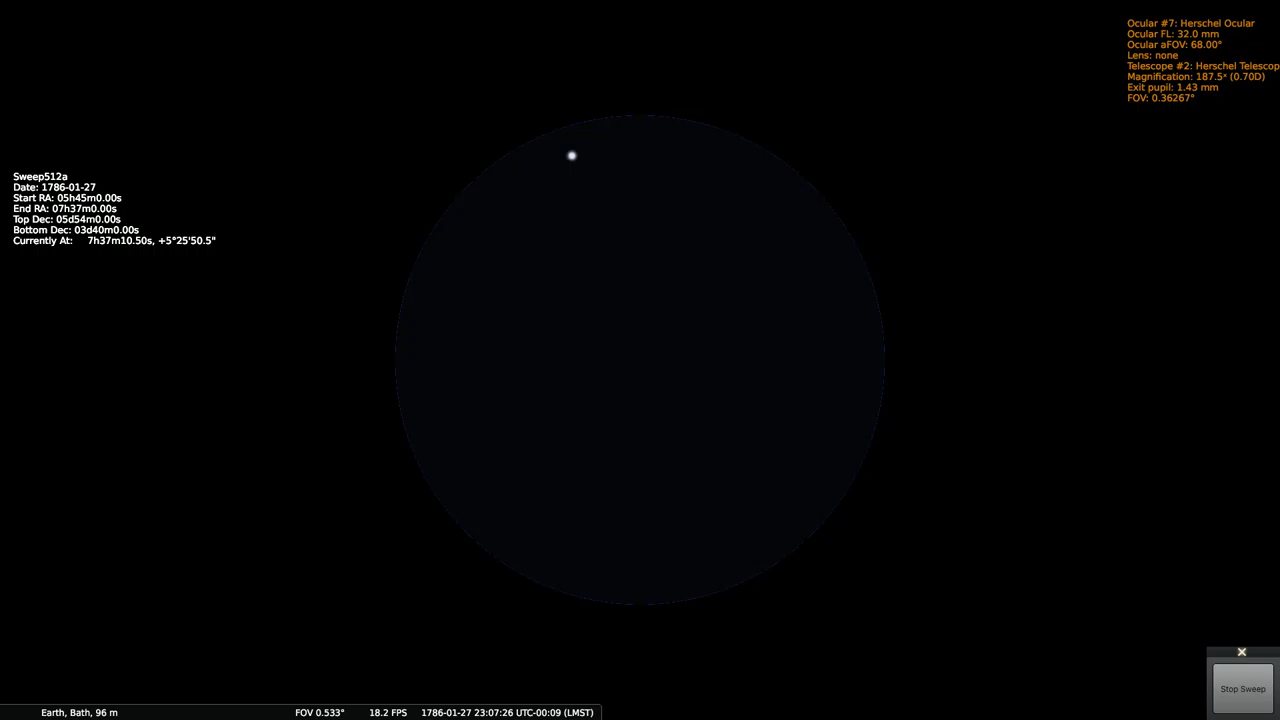 Ocular #7: Herschel Ocular
Ocular FL: 32.0 mm
Ocular aFOV: 68.00°
Lens: none
Telescope #2: Herschel Telescop
Magnification: 187.5ˣ (0.70D)
Exit pupil: 1.43 mm
FOV: 0.36267°
Sweep512a
Date: 1786-01-27
Start RA: 05h45m0.00s
End RA: 07h37m0.00s
Top Dec: 05d54m0.00s
Bottom Dec: 03d40m0.00s
Currently At: 7h37m10.50s, +5°25'50.5"
Stop Sweep
Earth, Bath, 96 m FOV 0.533° 18.2 FPS 1786-01-27 23:07:26 UTC-00:09 (LMST)